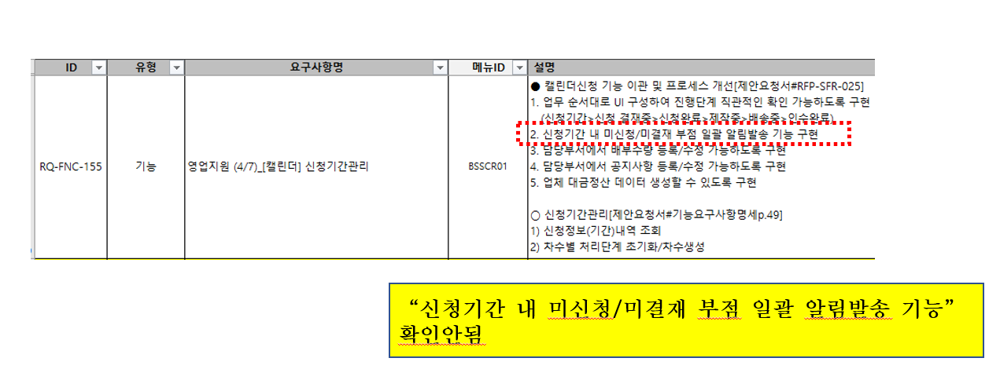 ID 유형 요구사항명 메뉴ID 설명
● 캘린더신청 기능 이관 및 프로세스 개선[제안요청서#RFP-SFR-025]
1. 업무 순서대로 UI 구성하여 진행단계 직관적인 확인 가능하도록 구현
(신청기간>신청 결재중>신청완료>제작중>배송중>인수완료)
2. 신청기간 내 미신청/미결재 부점 일괄 알림발송 기능 구현
3. 담당부서에서 배부수량 등록/수정 가능하도록 구현
RQ-FNC-155 기능 영업지원 (4/7)_[캘린더] 신청기간관리 BSSCR01 4. 담당부서에서 공지사항 등록/수정 가능하도록 구현
5. 업체 대금정산 데이터 생성할 수 있도록 구현
○ 신청기간관리[제안요청서#기능요구사항명세p.49]
1) 신청정보(기간)내역 조회
2) 차수별 처리단계 초기화/차수생성
“신청기간 내 미신청/미결재 부점 일괄 알림발송 기능”
확인안됨